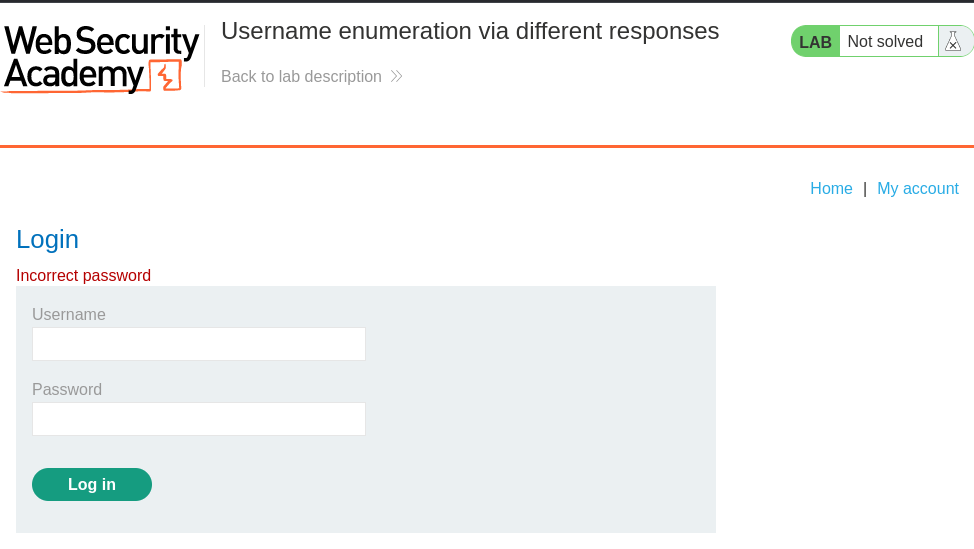 Web Security
Academy
Username enumeration via different responses
Back to lab description
LAB Not solved
Home | My account
Login
Incorrect password
Username
Password
Log in